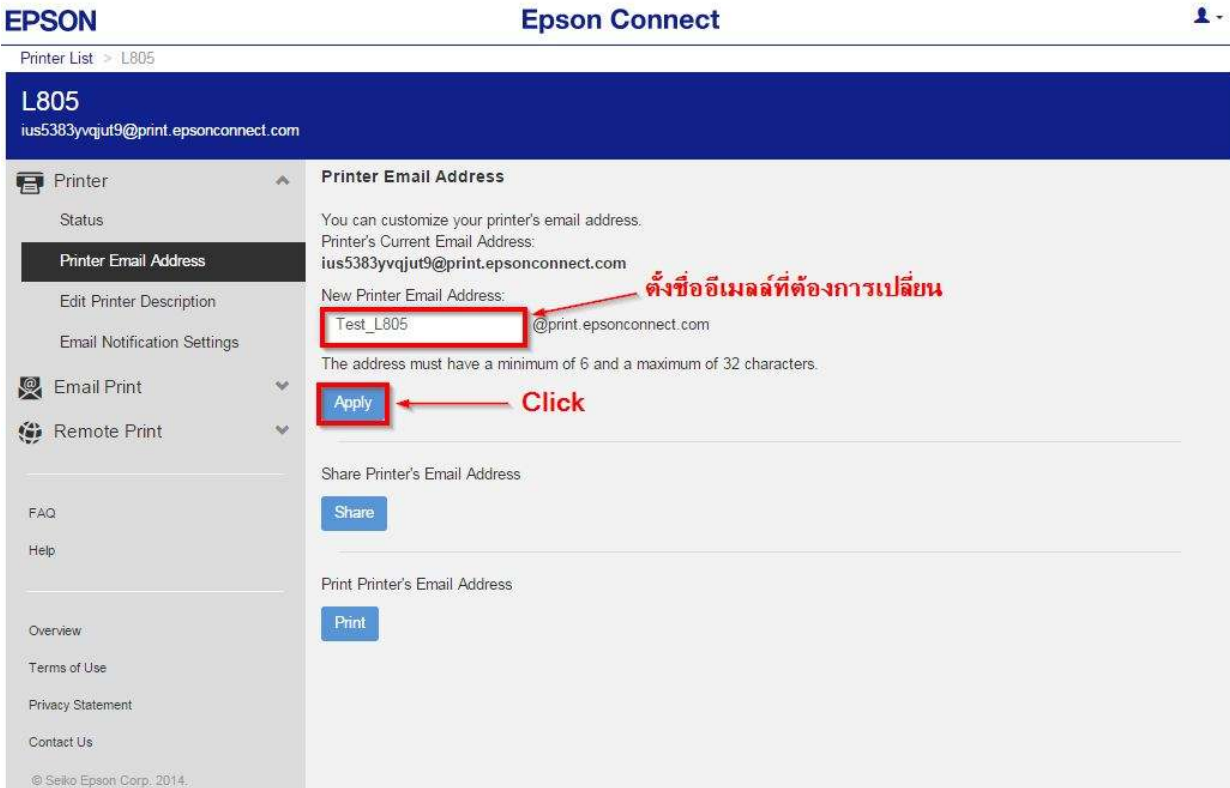 EPSON
Epson Connect
Printer List > L805
L805
ius5383yvqjut9@print.epsonconnect.com
Printer
Status
Printer Email Address
Edit Printer Description
Email Notification Settings
Email Print
Remote Print
FAQ
Help
Overview
Terms of Use
Privacy Statement
Contact Us
© Seiko Epson Corp. 2014.
Printer Email Address
You can customize your printer's email address.
Printer's Current Email Address:
ius5383yvqjut9@print.epsonconnect.com
New Printer Email Address:
ตั้งชื่ออีเมลล์ที่ต้องการเปลี่ยน
Test_L805 @print.epsonconnect.com
The address must have a minimum of 6 and a maximum of 32 characters.
Apply Click
Share Printer's Email Address
Share
Print Printer's Email Address
Print